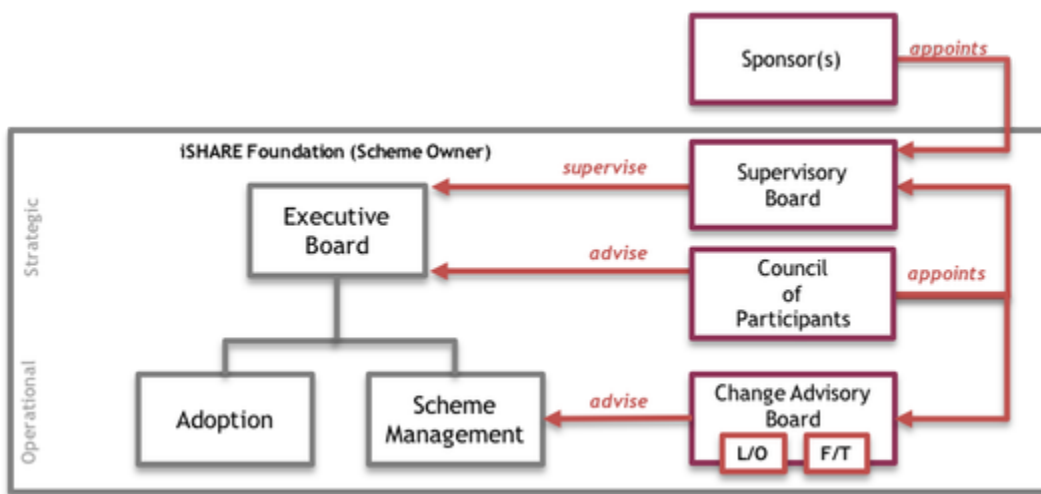 Sponsor(s)
appoints
iSHARE Foundation (Scheme Owner)
supervise
Supervisory
Board
Executive
Board
Strategic
advise
Council
of
Participants
appoints
Operational
Adoption
Scheme
Management
advise
Change Advisory
Board
L/O
F/T